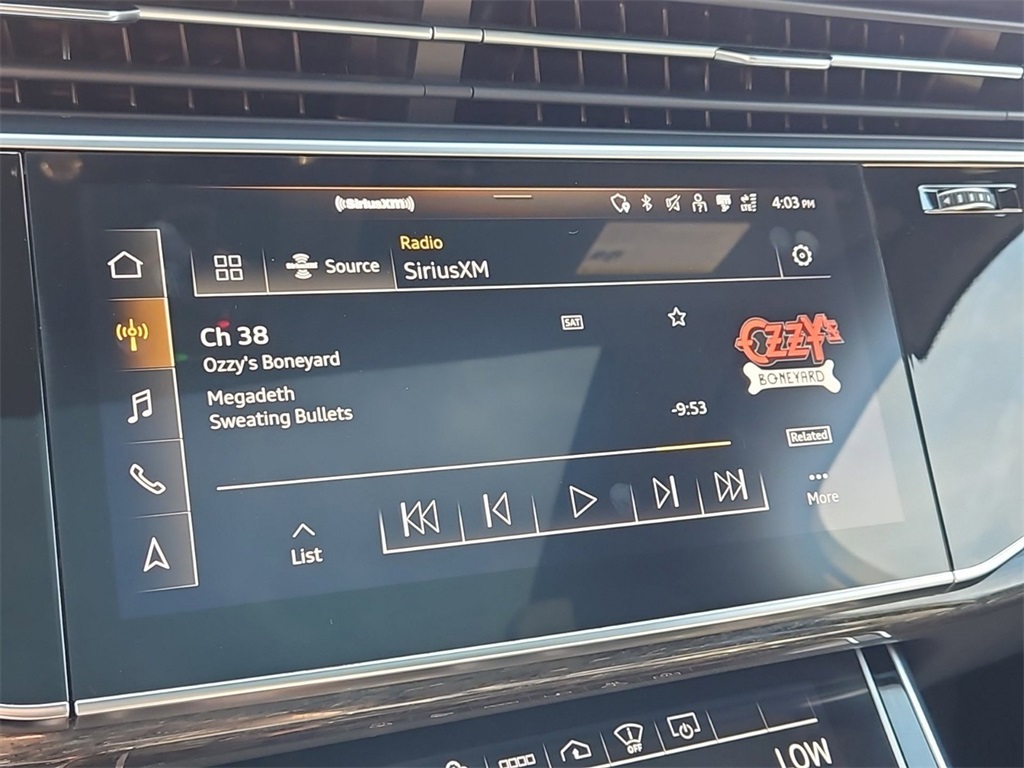 SiriusXM
4:03 PM
Source
Radio
SiriusXM
Ch 38
SAT
Ozzy's Boneyard
Megadeth
Sweating Bullets
OZZY'S
BONEYARD
-9:53
Related
More
List
OFF
LOW